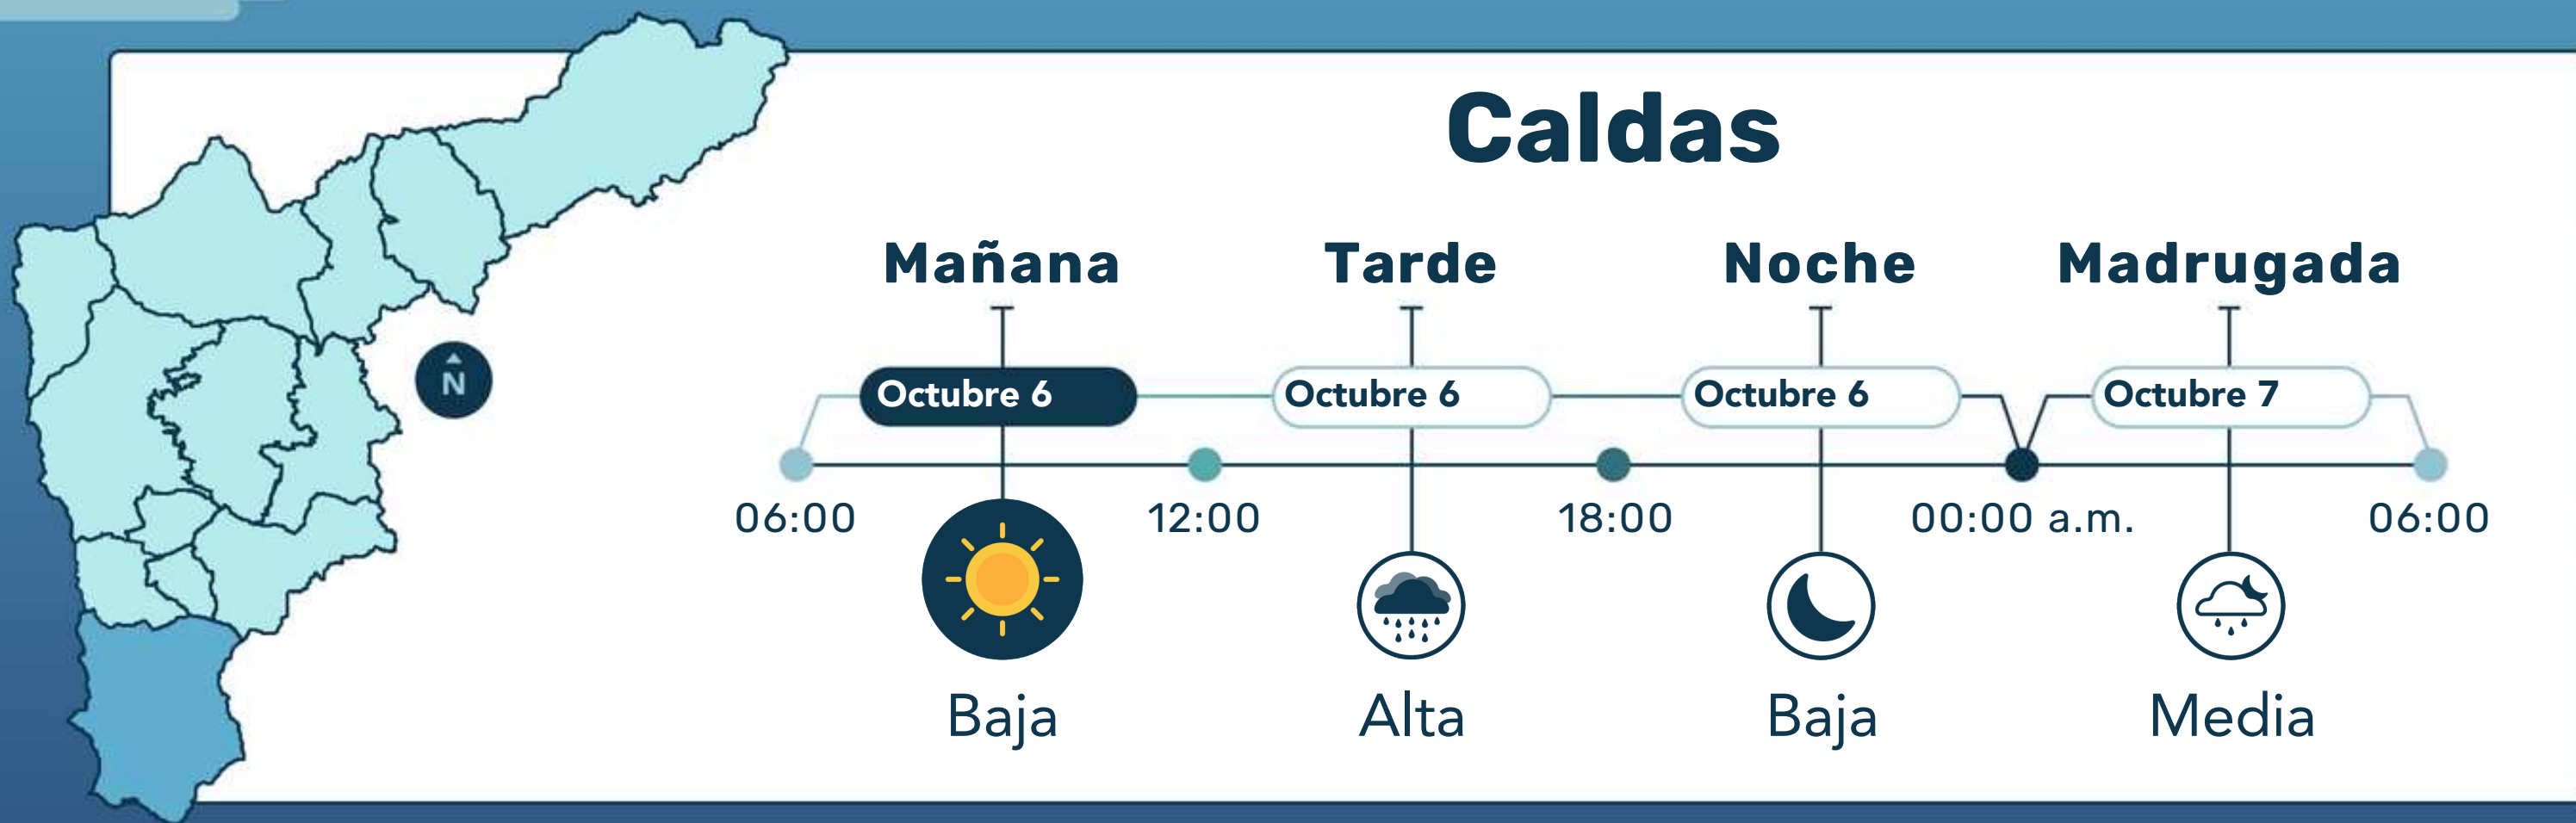 Caldas
Mañana Tarde Noche Madrugada
Octubre 6 Octubre 6 Octubre 6 Octubre 7
N
06:00 12:00 18:00 00:00 a.m. 06:00
Baja Alta Baja Media